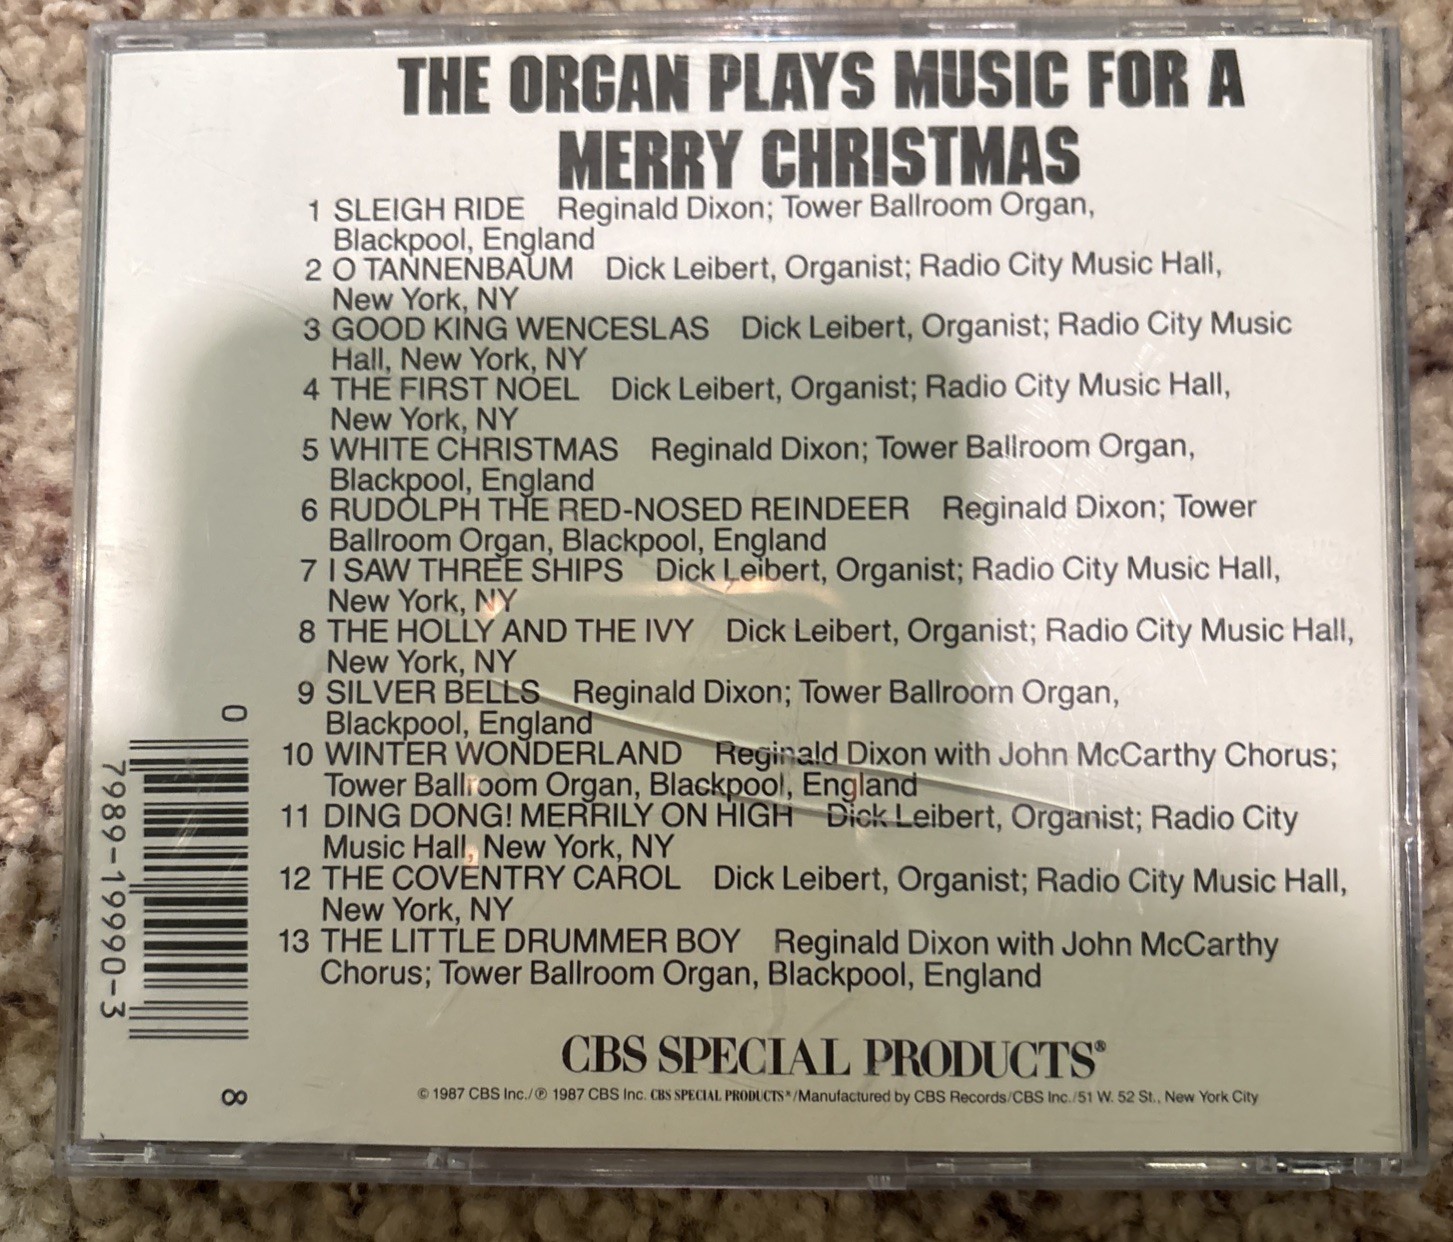 THE ORGAN PLAYS MUSIC FOR A
MERRY CHRISTMAS
1 SLEIGH RIDE Reginald Dixon; Tower Ballroom Organ,
Blackpool, England
2 O TANNENBAUM Dick Leibert, Organist; Radio City Music Hall,
New York, NY
3 GOOD KING WENCESLAS Dick Leibert, Organist; Radio City Music
Hall, New York, NY
4 THE FIRST NOEL Dick Leibert, Organist; Radio City Music Hall,
New York, NY
5 WHITE CHRISTMAS Reginald Dixon; Tower Ballroom Organ,
Blackpool, England
6 RUDOLPH THE RED-NOSED REINDEER Reginald Dixon; Tower
Ballroom Organ, Blackpool, England
7 I SAW THREE SHIPS Dick Leibert, Organist; Radio City Music Hall,
New York, NY
8 THE HOLLY AND THE IVY Dick Leibert, Organist; Radio City Music Hall,
New York, NY
9 SILVER BELLS Reginald Dixon; Tower Ballroom Organ,
Blackpool, England
10 WINTER WONDERLAND Reginald Dixon with John McCarthy Chorus;
Tower Ballroom Organ, Blackpool, England
11 DING DONG! MERRILY ON HIGH Dick Leibert, Organist; Radio City
Music Hall, New York, NY
12 THE COVENTRY CAROL Dick Leibert, Organist; Radio City Music Hall,
New York, NY
13 THE LITTLE DRUMMER BOY Reginald Dixon with John McCarthy
Chorus; Tower Ballroom Organ, Blackpool, England
0
7989-19990-3
8
CBS SPECIAL PRODUCTS®
© 1987 CBS Inc./℗ 1987 CBS Inc. CBS SPECIAL PRODUCTS®/Manufactured by CBS Records/CBS Inc./51 W. 52 St., New York City